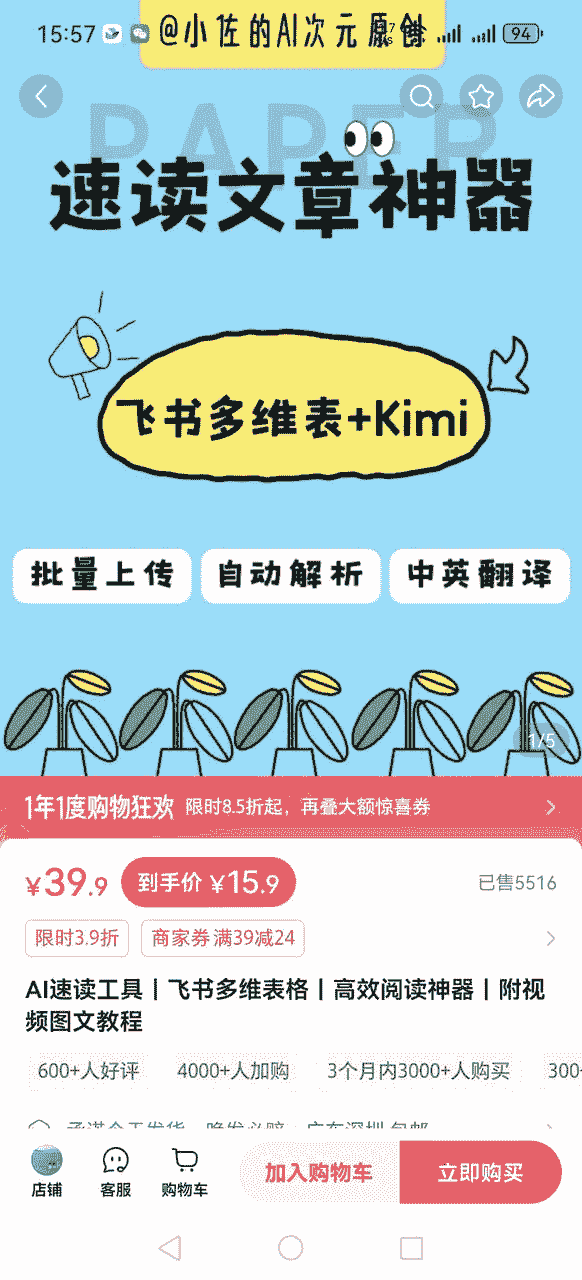 15:57
@小佐的AI次元原创
94
PAPER
速读文章神器
飞书多维表+Kimi
批量上传 自动解析 中英翻译
1/5
1年1度购物狂欢 限时8.5折起，再叠大额惊喜券
¥39.9 到手价 ¥15.9 已售5516
限时3.9折 商家券 满39减24
AI速读工具丨飞书多维表格丨高效阅读神器丨附视
频图文教程
600+人好评 4000+人加购 3个月内3000+人购买 300
店铺 客服 购物车 加入购物车 立即购买